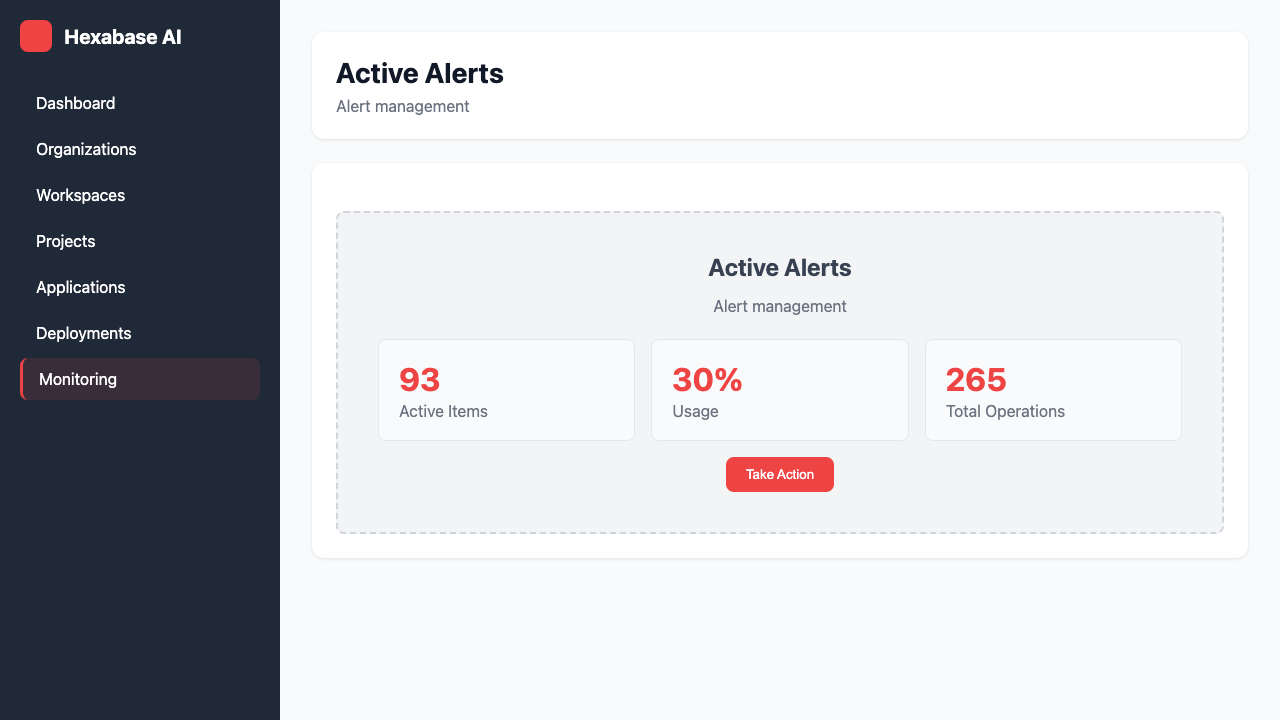 Hexabase AI
Dashboard
Organizations
Workspaces
Projects
Applications
Deployments
Monitoring
Active Alerts
Alert management
Active Alerts
Alert management
93
Active Items
30%
Usage
265
Total Operations
Take Action